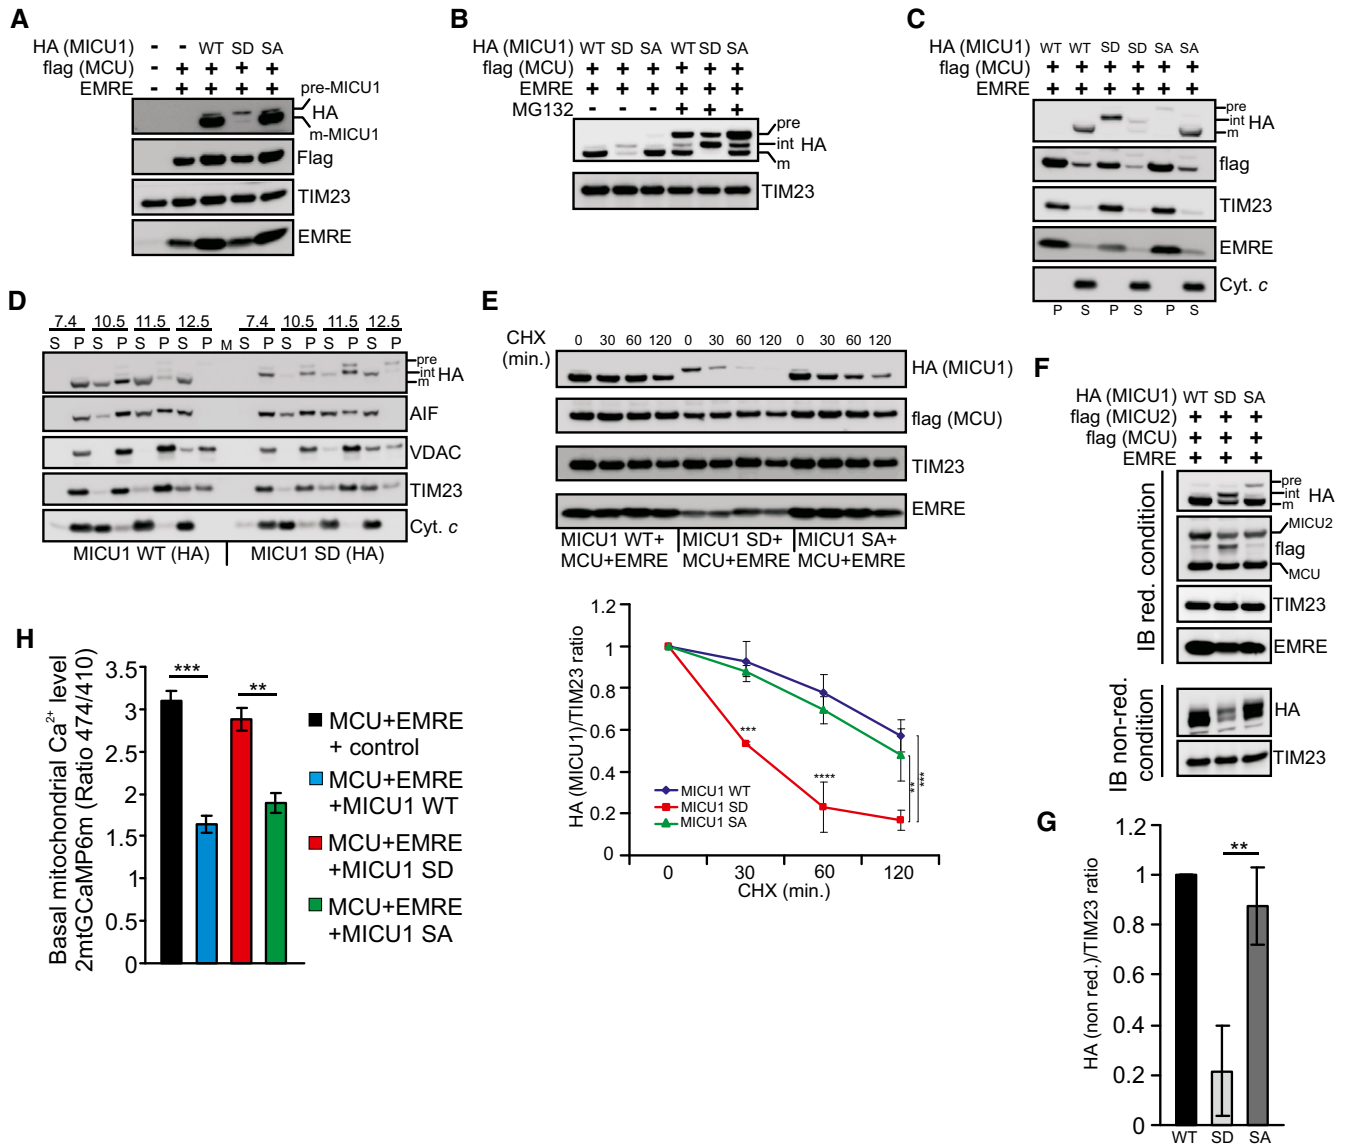 A
HA (MICU1) - - WT SD SA
flag (MCU) - + + + +
EMRE - + + + +
pre-MICU1
HA
m-MICU1
Flag
TIM23
EMRE
B
HA (MICU1) WT SD SA WT SD SA
flag (MCU) + + + + + +
EMRE + + + + + +
MG132 - - - + + +
pre
int HA
m
TIM23
C
HA (MICU1) WT WT SD SD SA SA
flag (MCU) + + + + + +
EMRE + + + + + +
pre
int HA
m
flag
TIM23
EMRE
Cyt. c
P S P S P S
D
7.4 10.5 11.5 12.5 7.4 10.5 11.5 12.5
S P S P S P S P M S P S P S P S P
pre
int HA
m
AIF
VDAC
TIM23
Cyt. c
MICU1 WT (HA) MICU1 SD (HA)
E
CHX (min.) 0 30 60 120 0 30 60 120 0 30 60 120
HA (MICU1)
flag (MCU)
TIM23
EMRE
MICU1 WT+ MICU1 SD+ MICU1 SA+
MCU+EMRE MCU+EMRE MCU+EMRE
HA (MICU1)/TIM23 ratio
1.2
1
0.8
0.6
0.4
0.2
0
***
****
**
***
MICU1 WT
MICU1 SD
MICU1 SA
0 30 60 120
CHX (min.)
F
HA (MICU1) WT SD SA
flag (MICU2) + + +
flag (MCU) + + +
EMRE + + +
IB red. condition
pre
int HA
m
MICU2
flag
MCU
TIM23
EMRE
IB non-red. condition
HA
TIM23
G
HA (non red.)/TIM23 ratio
1.2
1
0.8
0.6
0.4
0.2
0
**
WT SD SA
H
Basal mitochondrial Ca2+ level
2mtGCaMP6m (Ratio 474/410)
3.5
3
2.5
2
1.5
1
0.5
0
*** **
MCU+EMRE
+ control
MCU+EMRE
+MICU1 WT
MCU+EMRE
+MICU1 SD
MCU+EMRE
+MICU1 SA